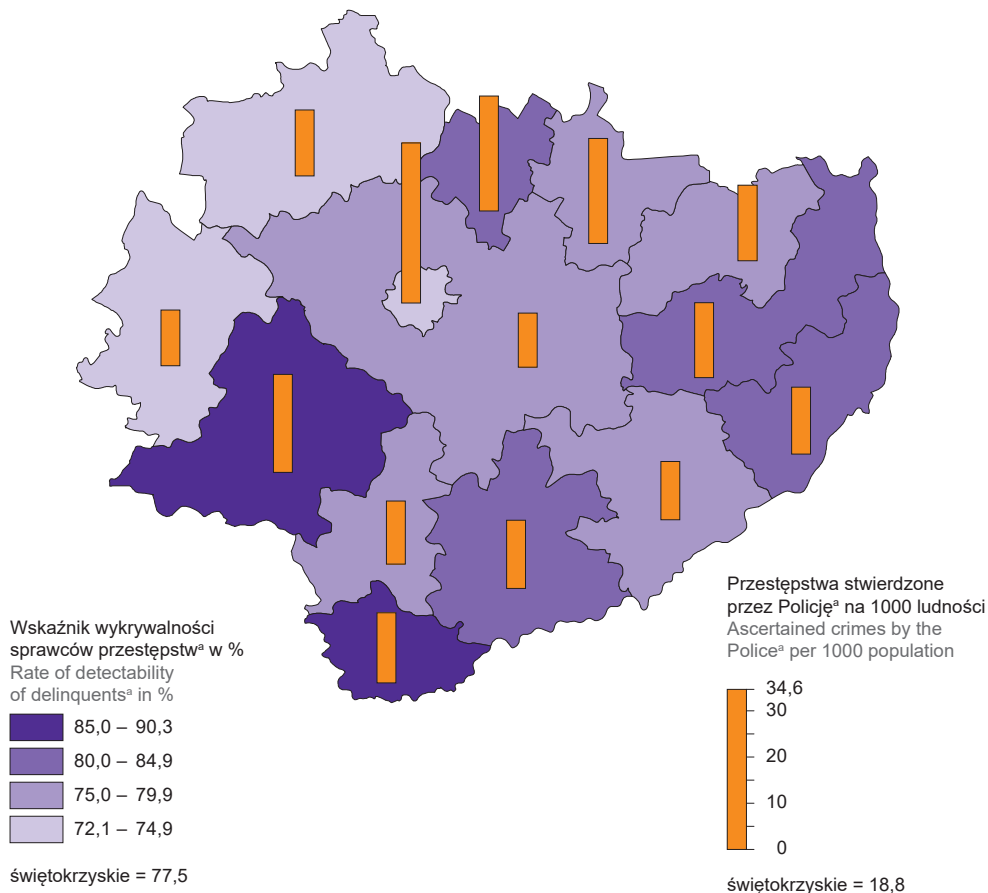 Wskaźnik wykrywalności
sprawców przestępstwᵃ w %
Rate of detectability
of delinquentsᵃ in %
85,0 – 90,3
80,0 – 84,9
75,0 – 79,9
72,1 – 74,9
świętokrzyskie = 77,5
Przestępstwa stwierdzone
przez Policjęᵃ na 1000 ludności
Ascertained crimes by the
Policeᵃ per 1000 population
34,6
30
20
10
0
świętokrzyskie = 18,8